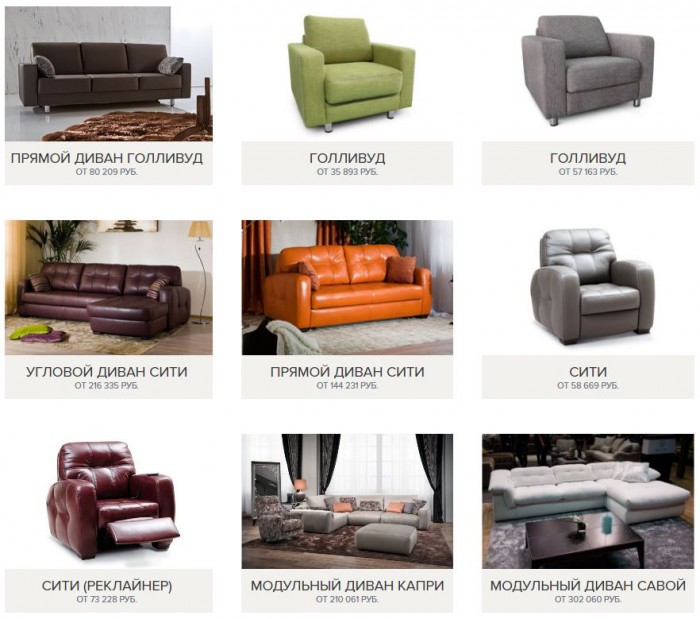 ПРЯМОЙ ДИВАН ГОЛЛИВУД
ОТ 80 209 РУБ.
ГОЛЛИВУД
ОТ 35 893 РУБ.
ГОЛЛИВУД
ОТ 57 163 РУБ.
УГЛОВОЙ ДИВАН СИТИ
ОТ 216 335 РУБ.
ПРЯМОЙ ДИВАН СИТИ
ОТ 144 231 РУБ.
СИТИ
ОТ 58 669 РУБ.
СИТИ (РЕКЛАЙНЕР)
ОТ 73 228 РУБ.
МОДУЛЬНЫЙ ДИВАН КАПРИ
ОТ 210 061 РУБ.
МОДУЛЬНЫЙ ДИВАН САВОЙ
ОТ 302 060 РУБ.